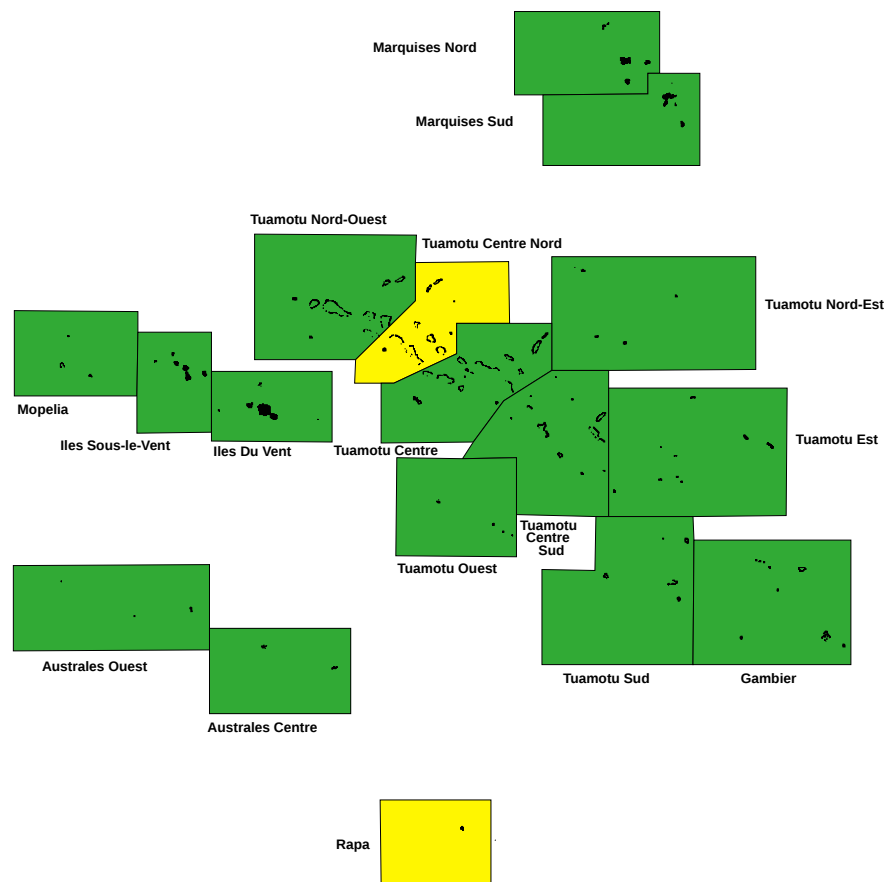 Marquises Nord
Marquises Sud
Tuamotu Nord-Ouest
Tuamotu Centre Nord
Tuamotu Nord-Est
Mopelia
Iles Sous-le-Vent
Iles Du Vent
Tuamotu Centre
Tuamotu Est
Tuamotu
Centre
Sud
Tuamotu Ouest
Australes Ouest
Tuamotu Sud
Gambier
Australes Centre
Rapa